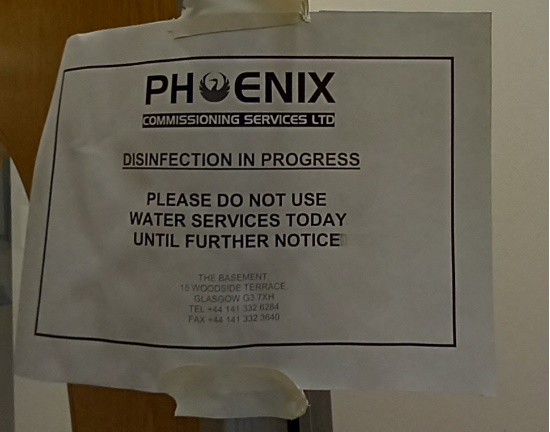 PHOENIX
COMMISSIONING SERVICES LTD
DISINFECTION IN PROGRESS
PLEASE DO NOT USE
WATER SERVICES TODAY
UNTIL FURTHER NOTICE
THE BASEMENT,
18 WOODSIDE TERRACE,
GLASGOW G3 7XH
TEL +44 141 332 6284
FAX +44 141 332 3640